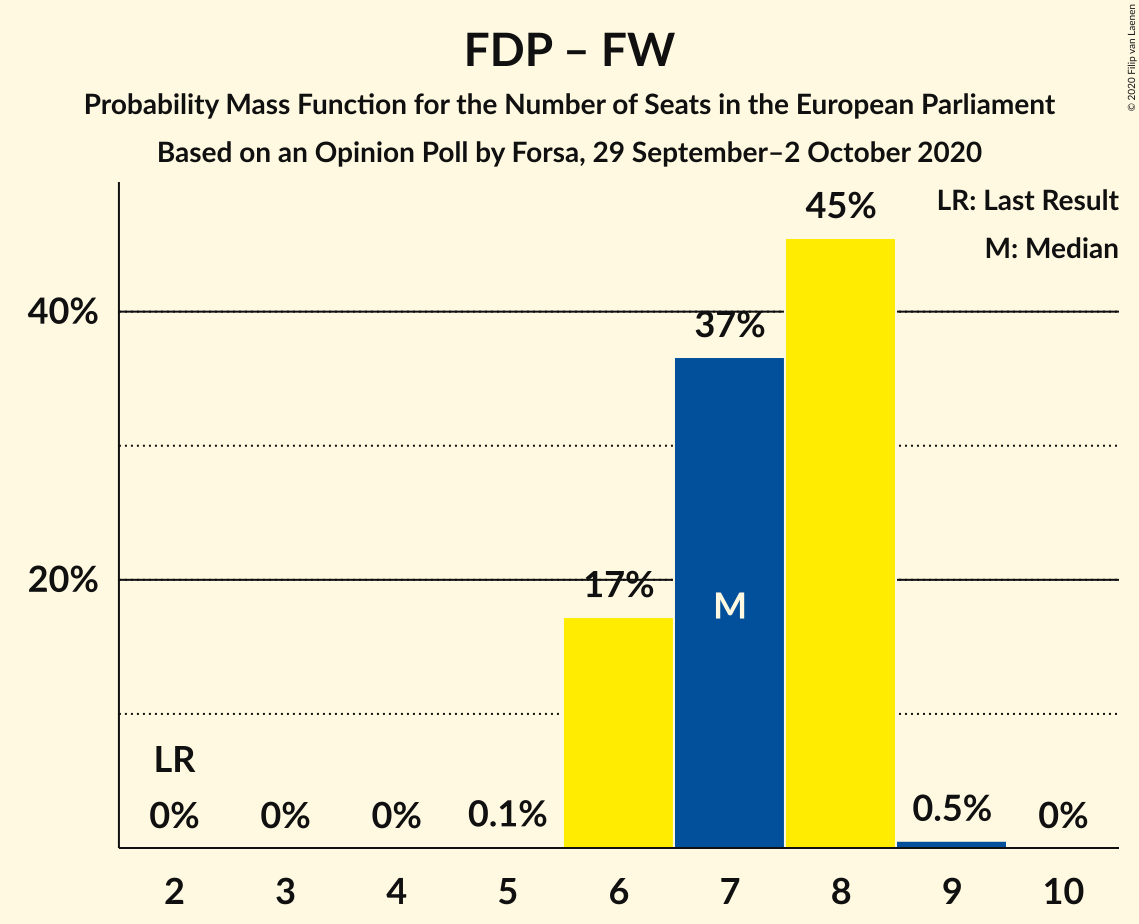 FDP – FW
Probability Mass Function for the Number of Seats in the European Parliament
Based on an Opinion Poll by Forsa, 29 September–2 October 2020
© 2020 Filip van Laenen
LR: Last Result
M: Median
45%
40%
37%
20%
17%
M
LR
0%
0%
0%
0.1%
0.5%
0%
2
3
4
5
6
7
8
9
10